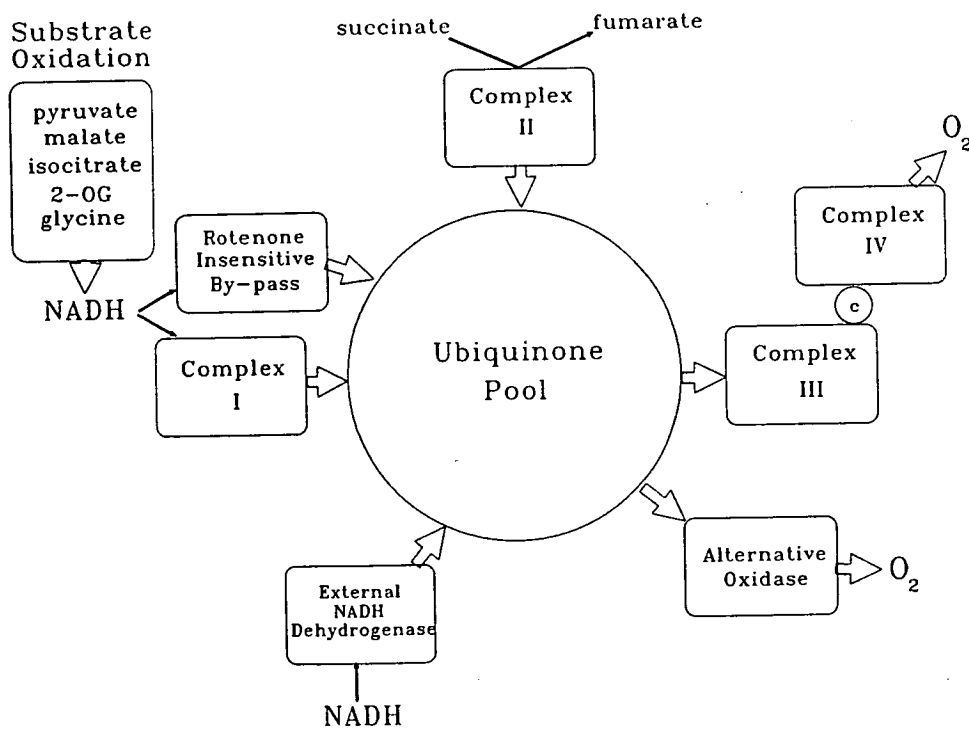 Substrate
Oxidation
pyruvate
malate
isocitrate
2-OG
glycine
NADH
Rotenone
Insensitive
By-pass
Complex
I
succinate
fumarate
Complex
II
Ubiquinone
Pool
External
NADH
Dehydrogenase
NADH
O₂
Complex
IV
c
Complex
III
Alternative
Oxidase
O₂